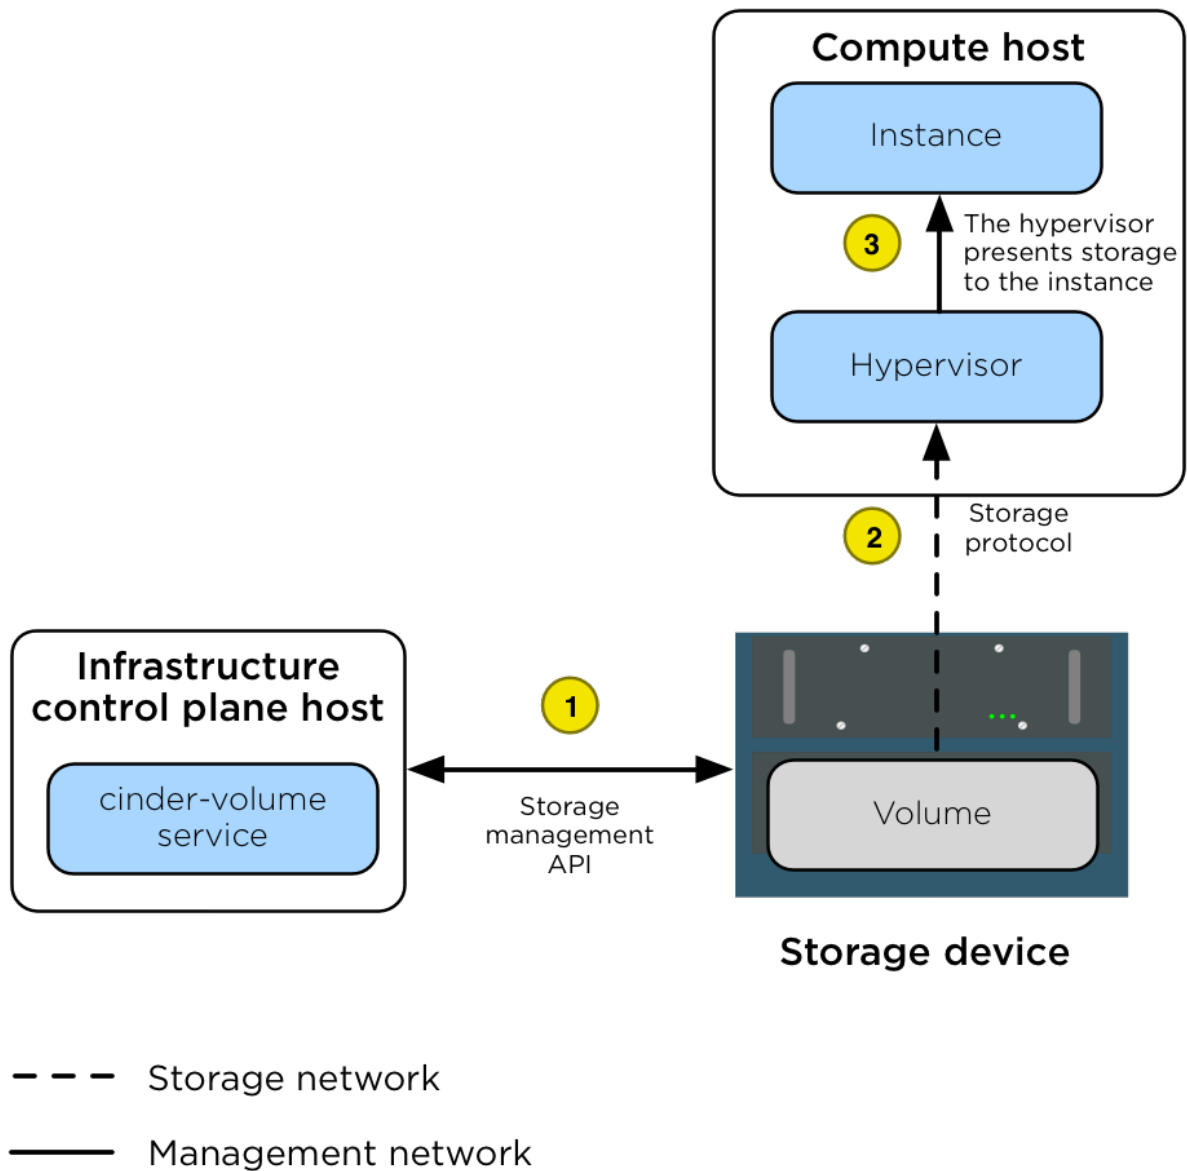 Compute host
Instance
3
The hypervisor
presents storage
to the instance
Hypervisor
2
Storage
protocol
Infrastructure
control plane host
cinder-volume
service
1
Storage
management
API
Volume
Storage device
Storage network
Management network